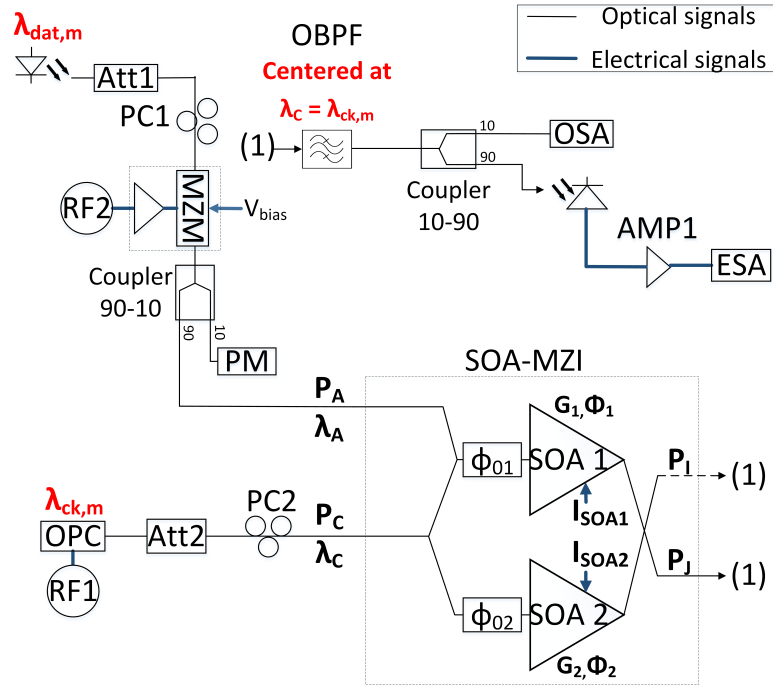 λdat,m
Att1
PC1
OBPF
Centered at
λC = λck,m
(1)
Optical signals
Electrical signals
10
90
OSA
Coupler
10-90
AMP1
ESA
RF2
MZM
Vbias
Coupler
90-10
90
10
PM
SOA-MZI
PA
λA
G1,Φ1
ϕ01
SOA 1
PI
(1)
ISOA1
λck,m
OPC
Att2
PC2
PC
λC
RF1
ISOA2
PJ
(1)
ϕ02
SOA 2
G2,Φ2